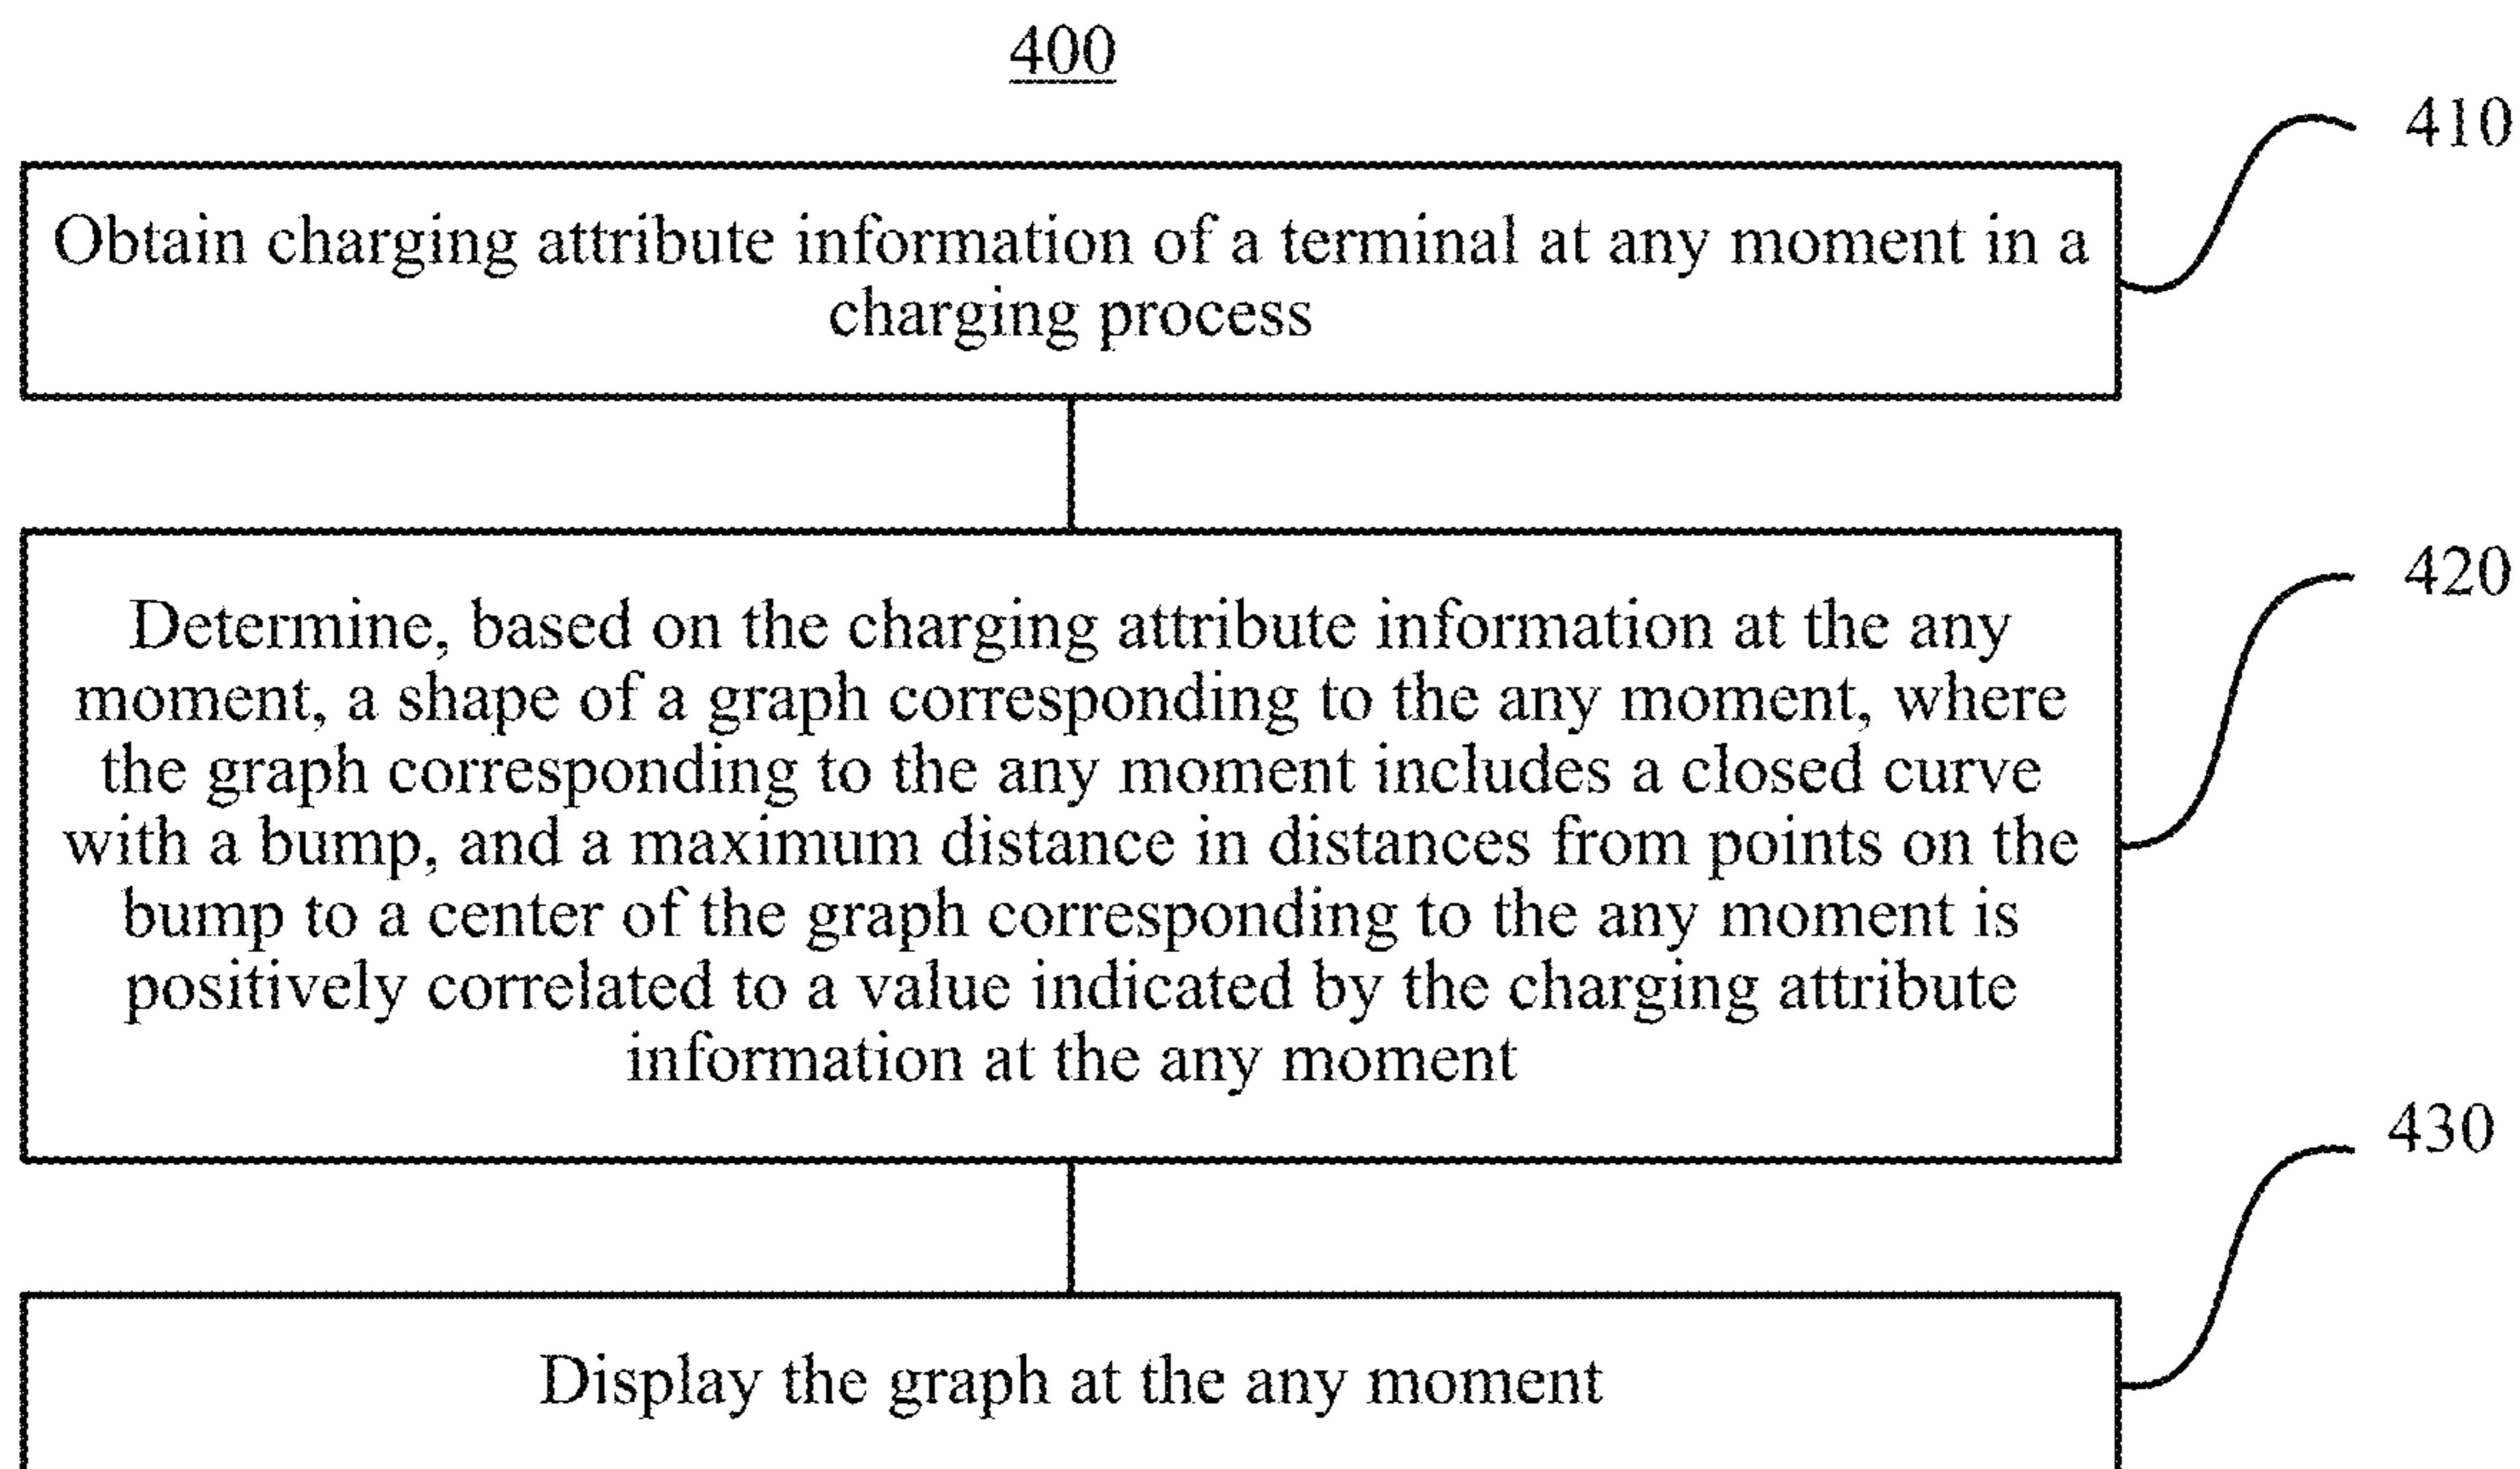 400
410
Obtain charging attribute information of a terminal at any moment in a
charging process
420
Determine, based on the charging attribute information at the any
moment, a shape of a graph corresponding to the any moment, where
the graph corresponding to the any moment includes a closed curve
with a bump, and a maximum distance in distances from points on the
bump to a center of the graph corresponding to the any moment is
positively correlated to a value indicated by the charging attribute
information at the any moment
430
Display the graph at the any moment